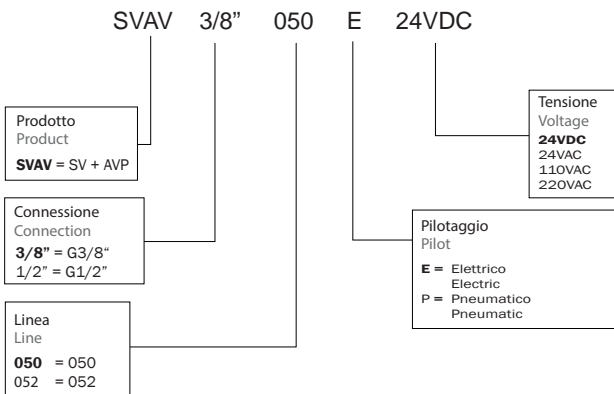 SVAV 3/8” 050 E 24VDC
Prodotto
Product
SVAV = SV + AVP
Connessione
Connection
3/8” = G3/8“
1/2” = G1/2”
Linea
Line
050 = 050
052 = 052
Tensione
Voltage
24VDC
24VAC
110VAC
220VAC
Pilotaggio
Pilot
E = Elettrico
Electric
P = Pneumatico
Pneumatic